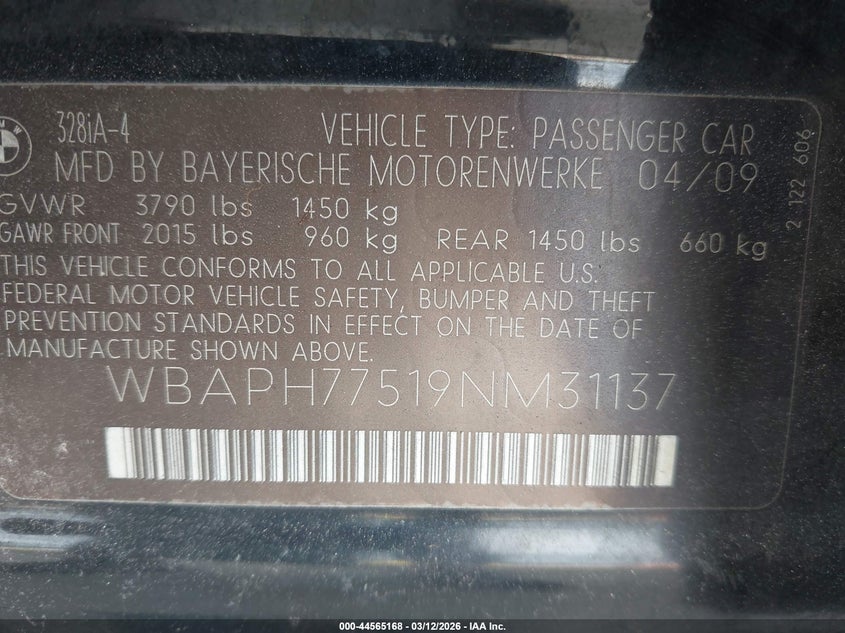 328iA-4
VEHICLE TYPE: PASSENGER CAR
MFD BY BAYERISCHE MOTORENWERKE 04/09
GVWR 3790 lbs 1450 kg
GAWR FRONT 2015 lbs 960 kg REAR 1450 lbs 660 kg
THIS VEHICLE CONFORMS TO ALL APPLICABLE U.S.
FEDERAL MOTOR VEHICLE SAFETY, BUMPER AND THEFT
PREVENTION STANDARDS IN EFFECT ON THE DATE OF
MANUFACTURE SHOWN ABOVE.
WBAPH77519NM31137
2 122 606
000-44565168 - 03/12/2026 - IAA Inc.